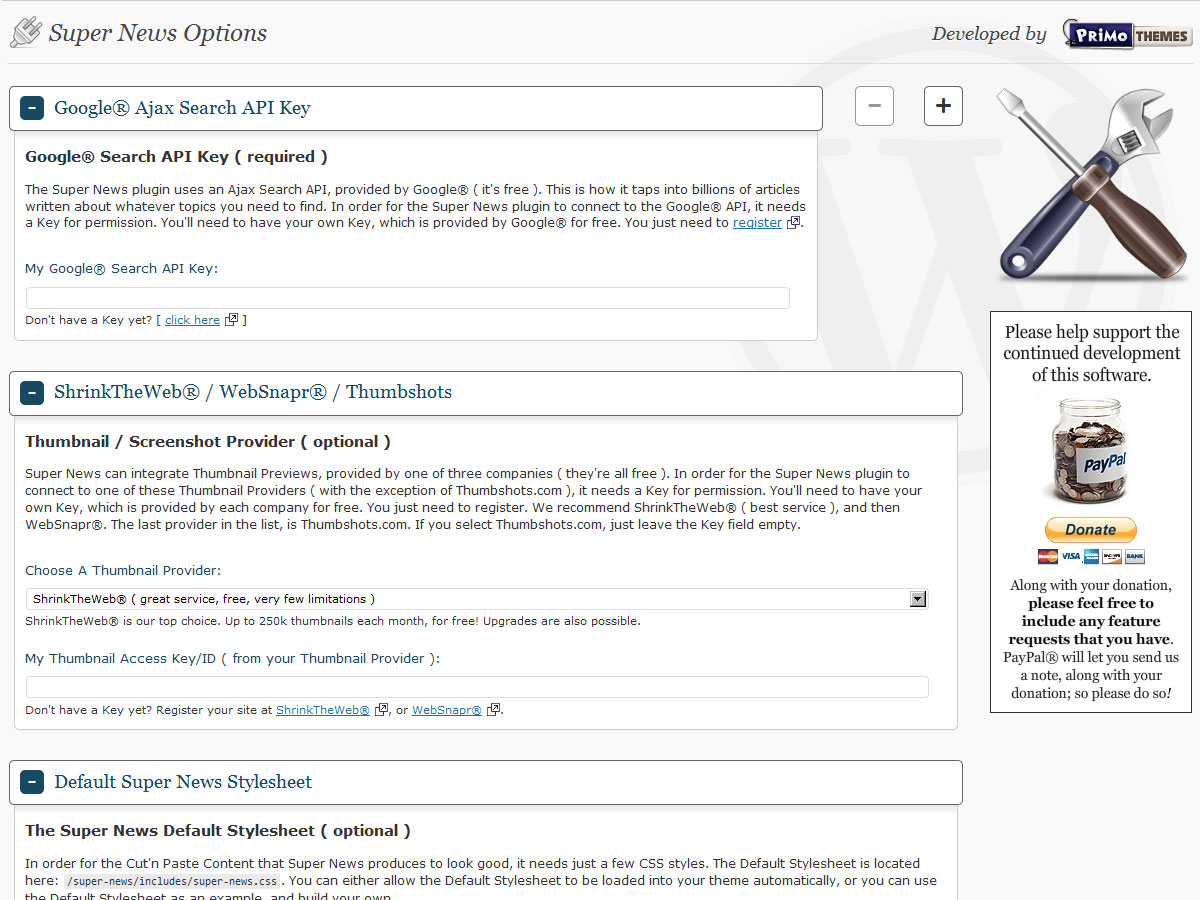 Super News Options
Developed by PRiMo THEMES
− Google® Ajax Search API Key
− +
Google® Search API Key ( required )
The Super News plugin uses an Ajax Search API, provided by Google® ( it's free ). This is how it taps into billions of articles
written about whatever topics you need to find. In order for the Super News plugin to connect to the Google® API, it needs
a Key for permission. You'll need to have your own Key, which is provided by Google® for free. You just need to register .
My Google® Search API Key:
Don't have a Key yet? [ click here ]
− ShrinkTheWeb® / WebSnapr® / Thumbshots
Thumbnail / Screenshot Provider ( optional )
Super News can integrate Thumbnail Previews, provided by one of three companies ( they're all free ). In order for the Super News plugin to
connect to one of these Thumbnail Providers ( with the exception of Thumbshots.com ), it needs a Key for permission. You'll need to have your
own Key, which is provided by each company for free. You just need to register. We recommend ShrinkTheWeb® ( best service ), and then
WebSnapr®. The last provider in the list, is Thumbshots.com. If you select Thumbshots.com, just leave the Key field empty.
Choose A Thumbnail Provider:
ShrinkTheWeb® ( great service, free, very few limitations )
ShrinkTheWeb® is our top choice. Up to 250k thumbnails each month, for free! Upgrades are also possible.
My Thumbnail Access Key/ID ( from your Thumbnail Provider ):
Don't have a Key yet? Register your site at ShrinkTheWeb® , or WebSnapr® .
− Default Super News Stylesheet
The Super News Default Stylesheet ( optional )
In order for the Cut'n Paste Content that Super News produces to look good, it needs just a few CSS styles. The Default Stylesheet is located
here: /super-news/includes/super-news.css . You can either allow the Default Stylesheet to be loaded into your theme automatically, or you can use
the Default Stylesheet as an example, and build your own.
Please help support the
continued development
of this software.
PayPal
Donate
VISA
BANK
Along with your donation,
please feel free to
include any feature
requests that you have.
PayPal® will let you send us
a note, along with your
donation; so please do so!